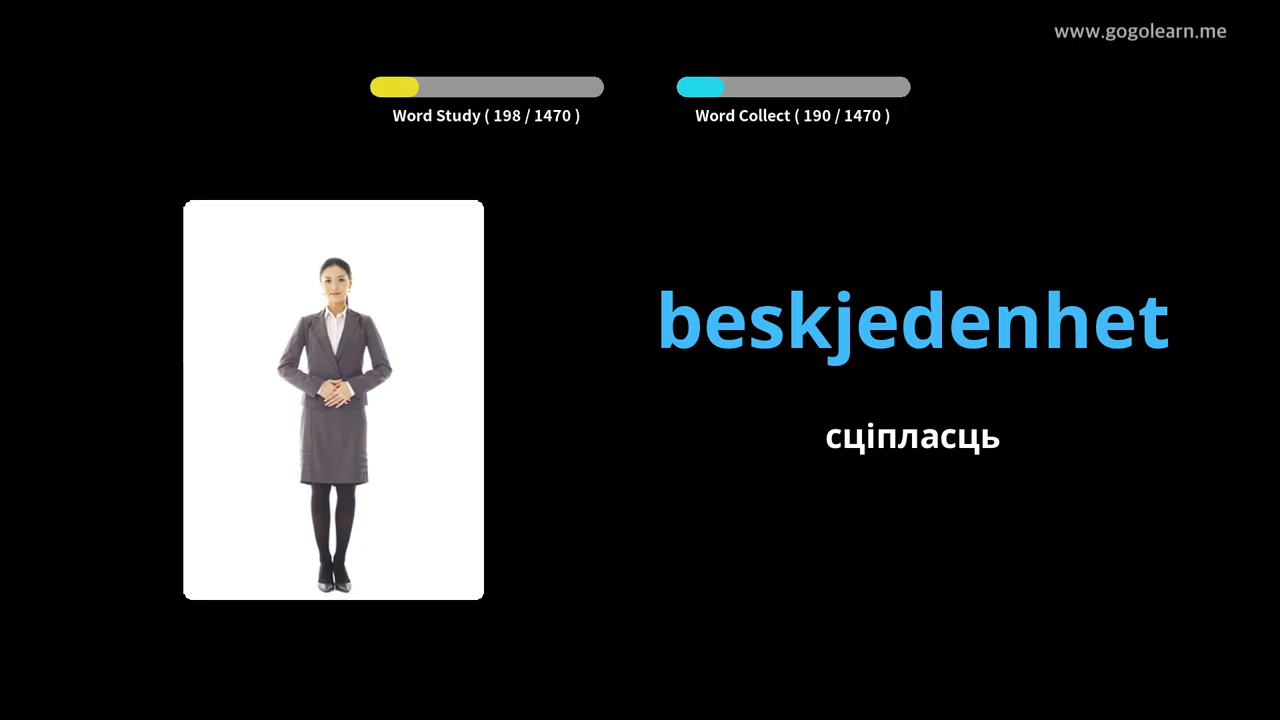 www.gogolearn.me
Word Study ( 198 / 1470 )
Word Collect ( 190 / 1470 )
beskjedenhet
сціпласць